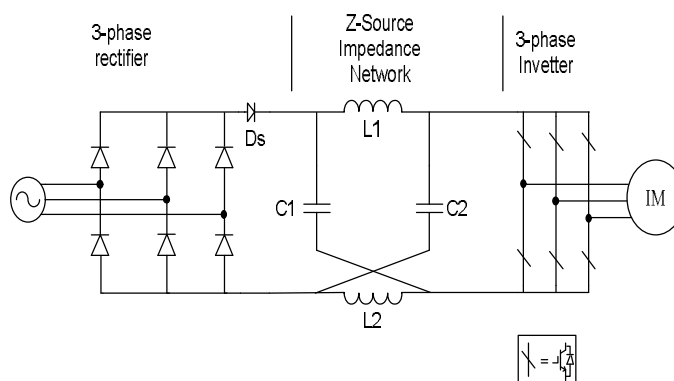 3-phase
rectifier
Z-Source
Impedance
Network
3-phase
Invetter
Ds
L1
C1
C2
IM
L2
=